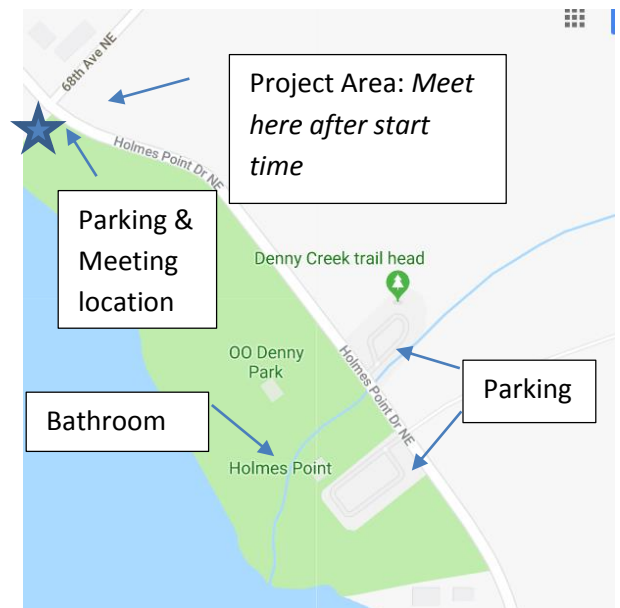 68th Ave NE
Project Area: Meet
here after start
time
Holmes Point Dr NE
Parking &
Meeting
location
Denny Creek trail head
OO Denny
Park
Holmes Point Dr NE
Parking
Bathroom
Holmes Point